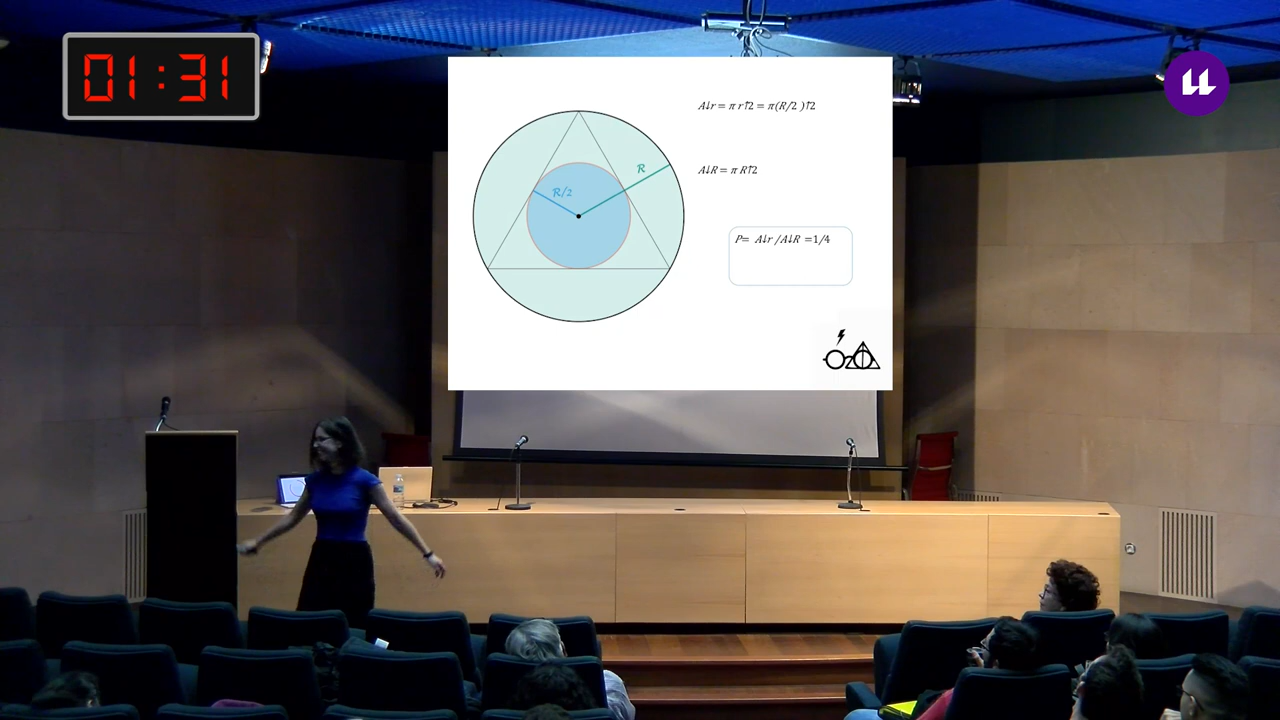 01:31
A↓r = π r↑2 = π(R/2 )↑2
R
A↓R = π R↑2
R/2
P= A↓r /A↓R =1/4